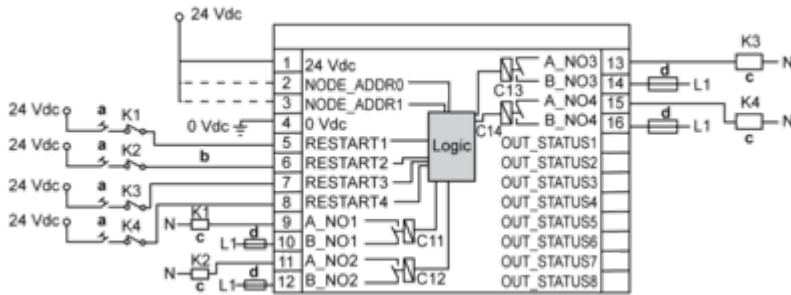 24 Vdc
1 24 Vdc
2 NODE_ADDR0
3 NODE_ADDR1
0 Vdc 4 0 Vdc
24 Vdc a K1 5 RESTART1
24 Vdc a K2 b 6 RESTART2
24 Vdc a K3 7 RESTART3
24 Vdc a K4 8 RESTART4
N K1 c 9 A_NO1
L1 d 10 B_NO1 C11
N K2 c 11 A_NO2
L1 d 12 B_NO2 C12
Logic
A_NO3 13 K3 c N
C13 B_NO3 14 d L1
A_NO4 15 K4 c N
C14 B_NO4 16 d L1
OUT_STATUS1
OUT_STATUS2
OUT_STATUS3
OUT_STATUS4
OUT_STATUS5
OUT_STATUS6
OUT_STATUS7
OUT_STATUS8